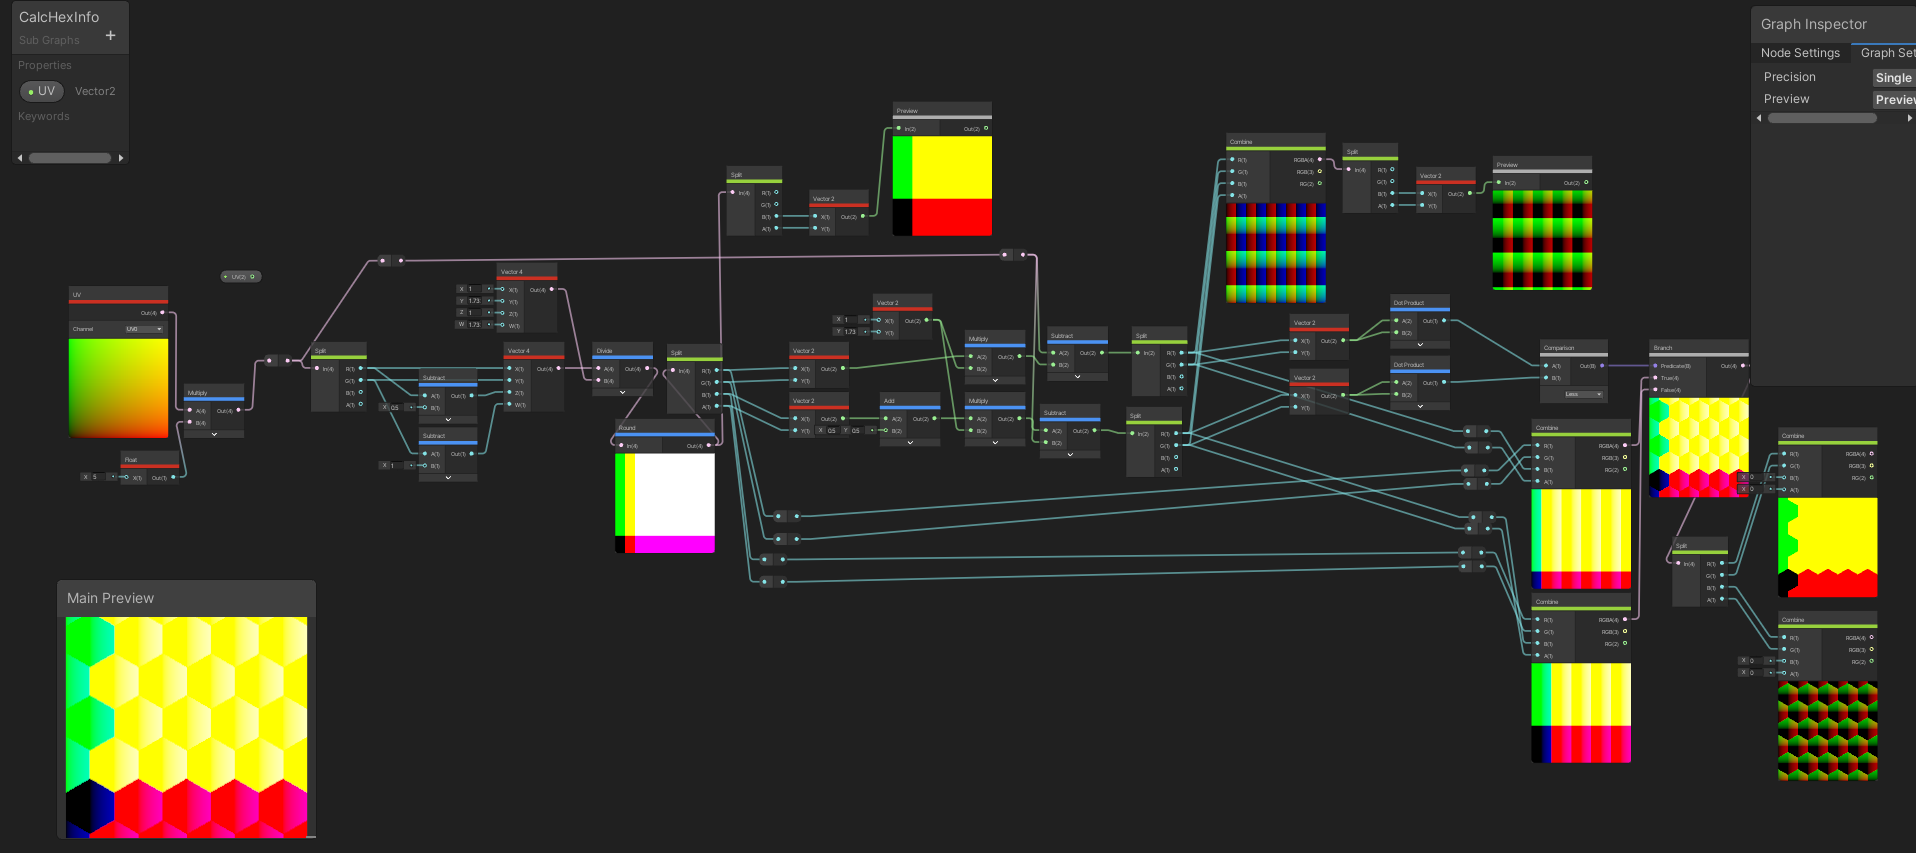 CalcHexInfo
Sub Graphs
+
Properties
UV Vector2
Keywords
Graph Inspector
Node Settings Graph Set
Precision Single
Preview Preview
UV(2)
UV
Out(4)
Channel UV0
Float
X 5 X(1) Out(1)
Multiply
A(4) Out(4)
B(4)
Split
In(4) R(1)
G(1)
B(1)
A(1)
Subtract
A(1) Out(1)
X 0.5 B(1)
Subtract
A(1) Out(1)
X 1 B(1)
Vector 4
X 1 X(1) Out(4)
Y 1.73 Y(1)
Z 1 Z(1)
W 1.73 W(1)
Vector 4
X(1) Out(4)
Y(1)
Z(1)
W(1)
Divide
A(4) Out(4)
B(4)
Round
In(4) Out(4)
Split
In(4) R(1)
G(1)
B(1)
A(1)
Split
In(4) R(1)
G(1)
B(1)
A(1)
Vector 2
X(1) Out(2)
Y(1)
Preview
In(2) Out(2)
Vector 2
X(1) Out(2)
Y(1)
Vector 2
X(1) Out(2)
Y(1)
Vector 2
X 1 X(1) Out(2)
Y 1.73 Y(1)
Add
A(2) Out(2)
X 0.5 Y 0.5 B(2)
Multiply
A(2) Out(2)
B(2)
Multiply
A(2) Out(2)
B(2)
Subtract
A(2) Out(2)
B(2)
Subtract
A(2) Out(2)
B(2)
Split
In(2) R(1)
G(1)
B(1)
A(1)
Split
In(2) R(1)
G(1)
B(1)
A(1)
Combine
R(1) RGBA(4)
G(1) RGB(3)
B(1) RG(2)
A(1)
Split
In(4) R(1)
G(1)
B(1)
A(1)
Vector 2
X(1) Out(2)
Y(1)
Preview
In(2) Out(2)
Vector 2
X(1) Out(2)
Y(1)
Vector 2
X(1) Out(2)
Y(1)
Dot Product
A(2) Out(1)
B(2)
Dot Product
A(2) Out(1)
B(2)
Comparison
A(1) Out(B)
B(1)
Less
Branch
Predicate(B) Out(4)
True(4)
False(4)
Combine
R(1) RGBA(4)
G(1) RGB(3)
B(1) RG(2)
A(1)
Combine
R(1) RGBA(4)
G(1) RGB(3)
B(1) RG(2)
A(1)
Split
In(4) R(1)
G(1)
B(1)
A(1)
Combine
R(1) RGBA(4)
G(1) RGB(3)
X 0 B(1) RG(2)
X 0 A(1)
Combine
R(1) RGBA(4)
G(1) RGB(3)
X 0 B(1) RG(2)
X 0 A(1)
Main Preview